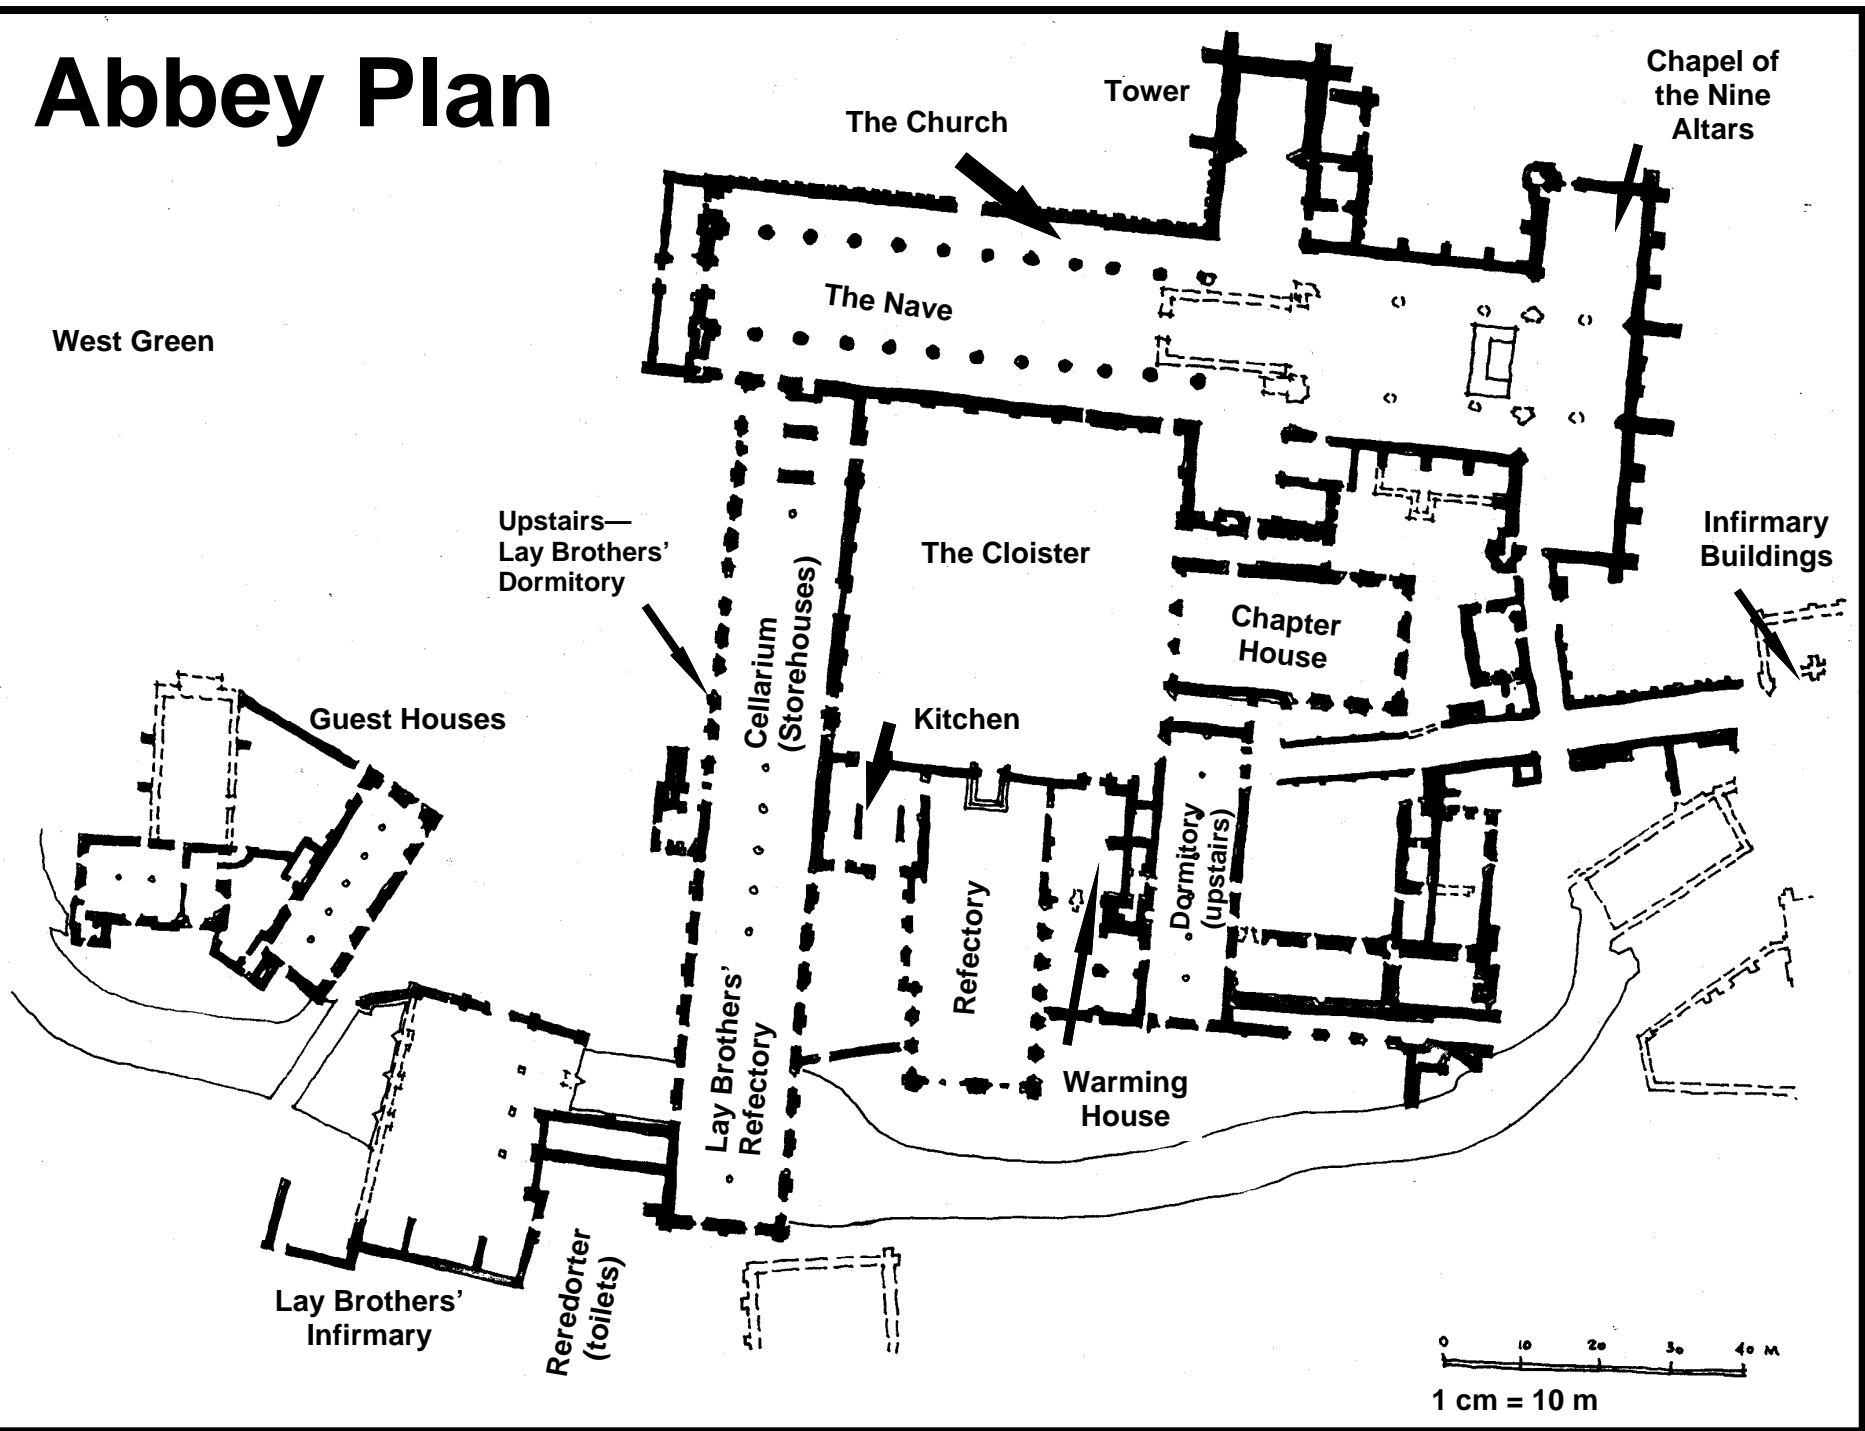 Abbey Plan
Tower
The Church
Chapel of
the Nine
Altars
The Nave
West Green
Upstairs—
Lay Brothers’
Dormitory
The Cloister
Infirmary
Buildings
Cellarium
(Storehouses)
Chapter
House
Guest Houses
Kitchen
Dormitory
(upstairs)
Refectory
Lay Brothers’
Refectory
Warming
House
Lay Brothers’
Infirmary
Reredorter
(toilets)
0 10 20 30 40 M
1 cm = 10 m